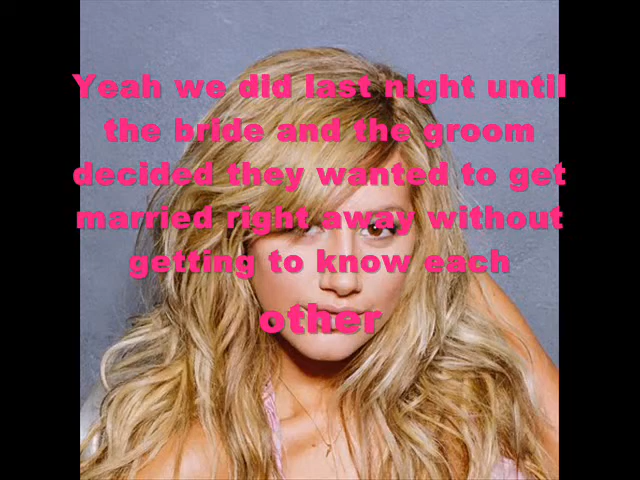 Yeah we did last night until
the bride and the groom
decided they wanted to get
married right away without
getting to know each
other